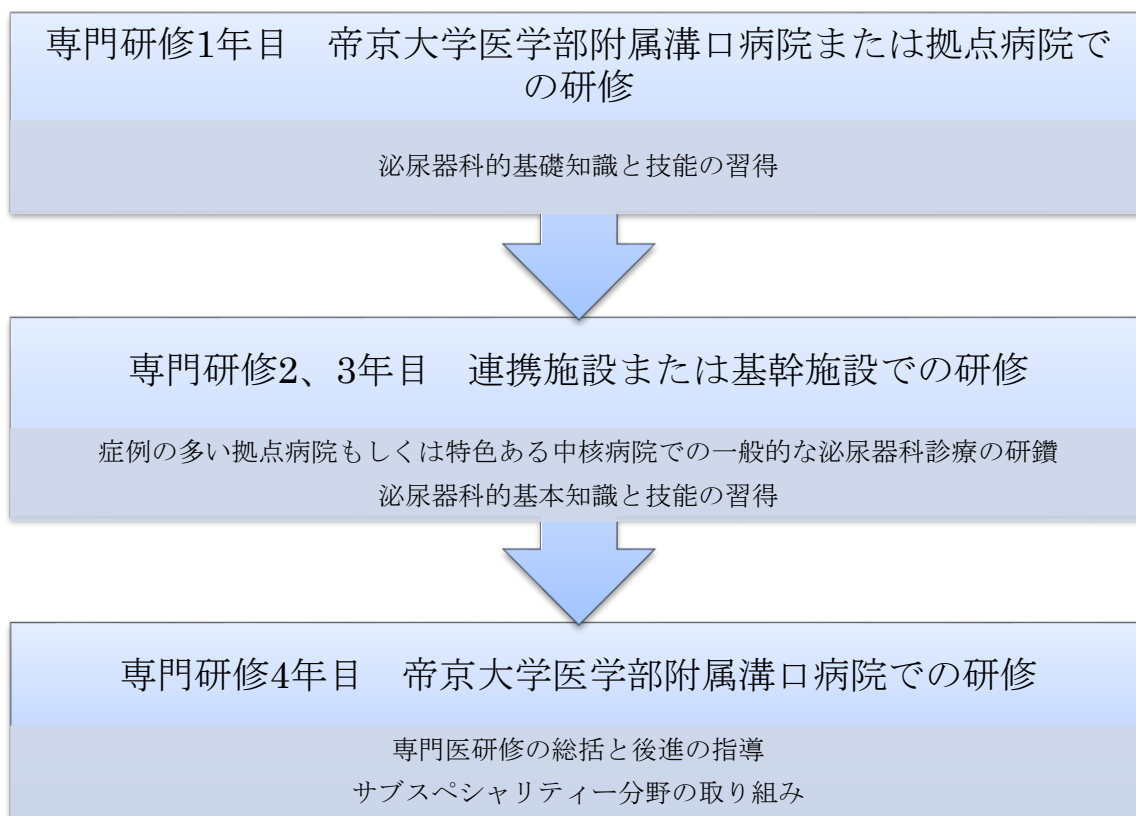 専門研修1年目　帝京大学医学部附属溝口病院または拠点病院で
の研修
泌尿器科的基礎知識と技能の習得
専門研修2、3年目　連携施設または基幹施設での研修
症例の多い拠点病院もしくは特色ある中核病院での一般的な泌尿器科診療の研鑽
泌尿器科的基本知識と技能の習得
専門研修4年目　帝京大学医学部附属溝口病院での研修
専門医研修の総括と後進の指導
サブスペシャリティー分野の取り組み